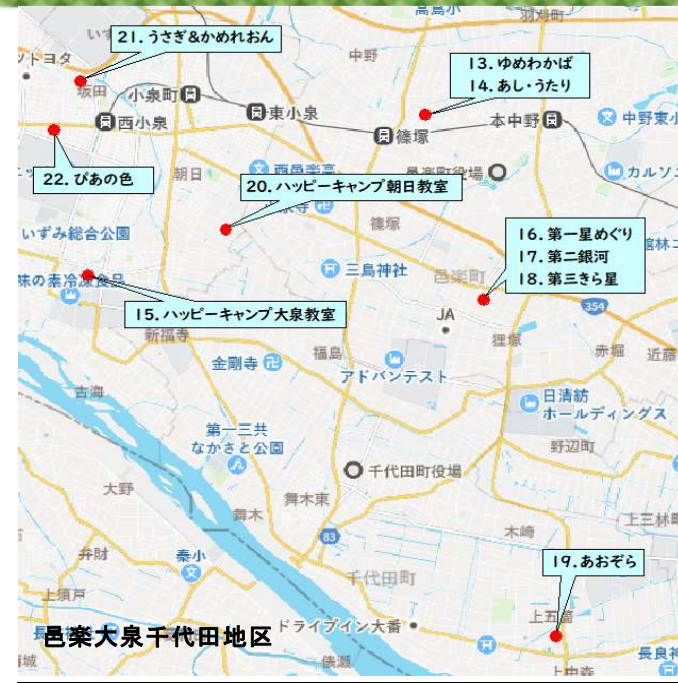 高島小
羽刈町
21.うさぎ&かめれおん
中野
13.ゆめわかば
14.あし・うたり
坂田
小泉町
東小泉
西小泉
篠塚
本中野
中野東小
22.ぴあの色
朝日
20.ハッピーキャンプ朝日教室
カルソ
いずみ総合公園
篠塚
16.第一星めぐり
17.第二銀河
18.第三きら星
館林
三島神社
邑楽町
味の素冷凍食品
15.ハッピーキャンプ大泉教室
354
JA
新福寺
狸塚
赤堀
近藤
金剛寺
福島
アドバンテスト
古海
日清紡
ホールディングス
第一三共
なかさと公園
野辺町
千代田町役場
大野
舞木東
舞木
上三林町
83
木崎
弁財
秦小
千代田町
19.あおぞら
上須戸
上五箇
邑楽大泉千代田地区
ドライブイン大番
長良神
俵瀬
上中森